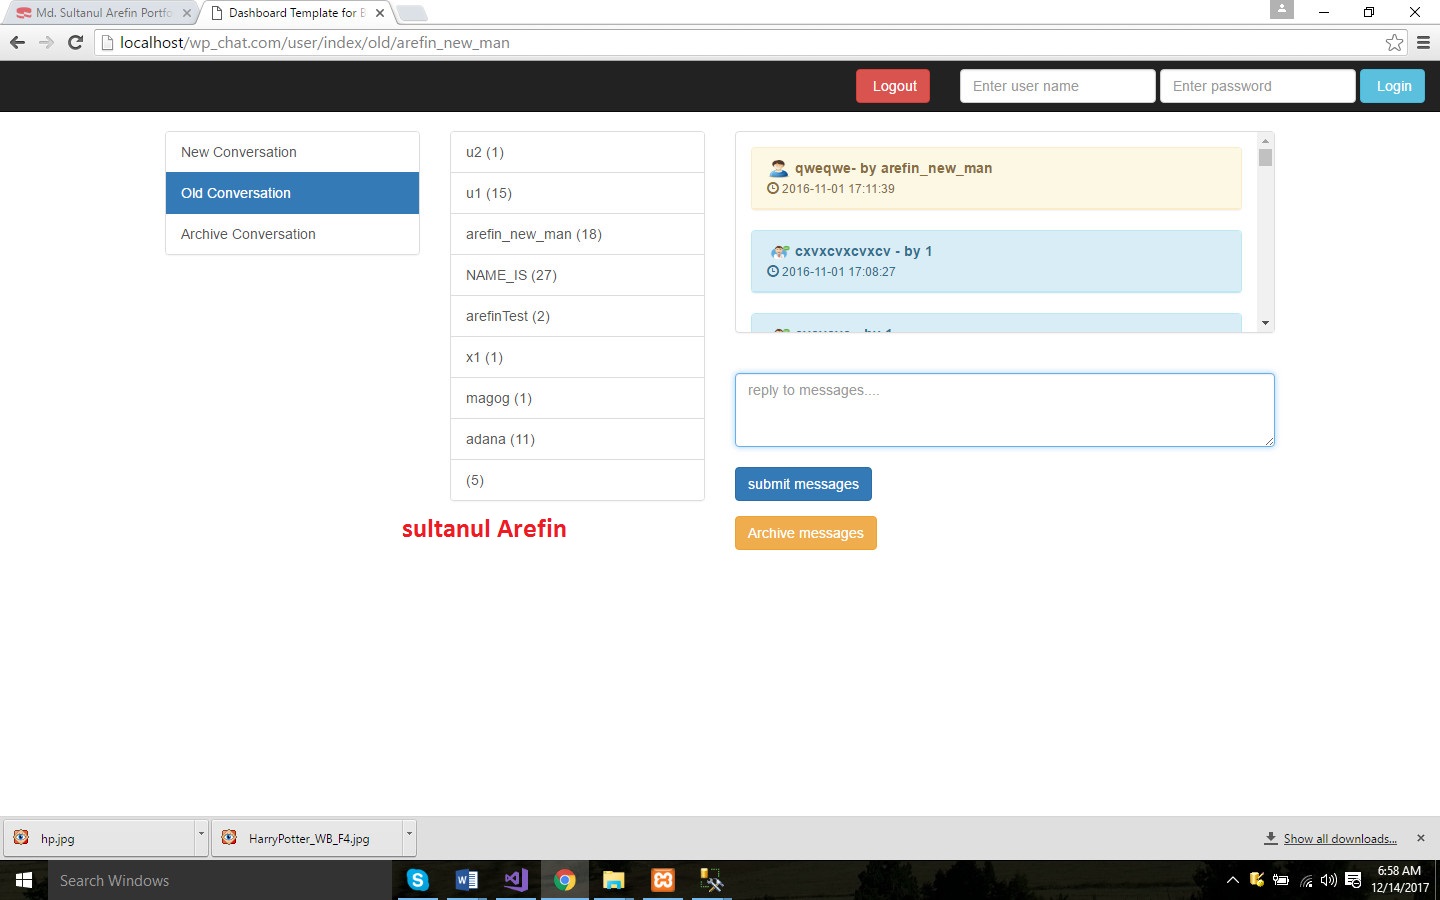 Md. Sultanul Arefin Portfo
Dashboard Template for B
localhost/wp_chat.com/user/index/old/arefin_new_man
Logout
Enter user name
Enter password
Login
New Conversation
Old Conversation
Archive Conversation
u2 (1)
u1 (15)
arefin_new_man (18)
NAME_IS (27)
arefinTest (2)
x1 (1)
magog (1)
adana (11)
(5)
qweqwe- by arefin_new_man
2016-11-01 17:11:39
cxvxcvxcvxcv - by 1
2016-11-01 17:08:27
- by 1
reply to messages....
submit messages
Archive messages
sultanul Arefin
hp.jpg
HarryPotter_WB_F4.jpg
Show all downloads...
Search Windows
6:58 AM
12/14/2017